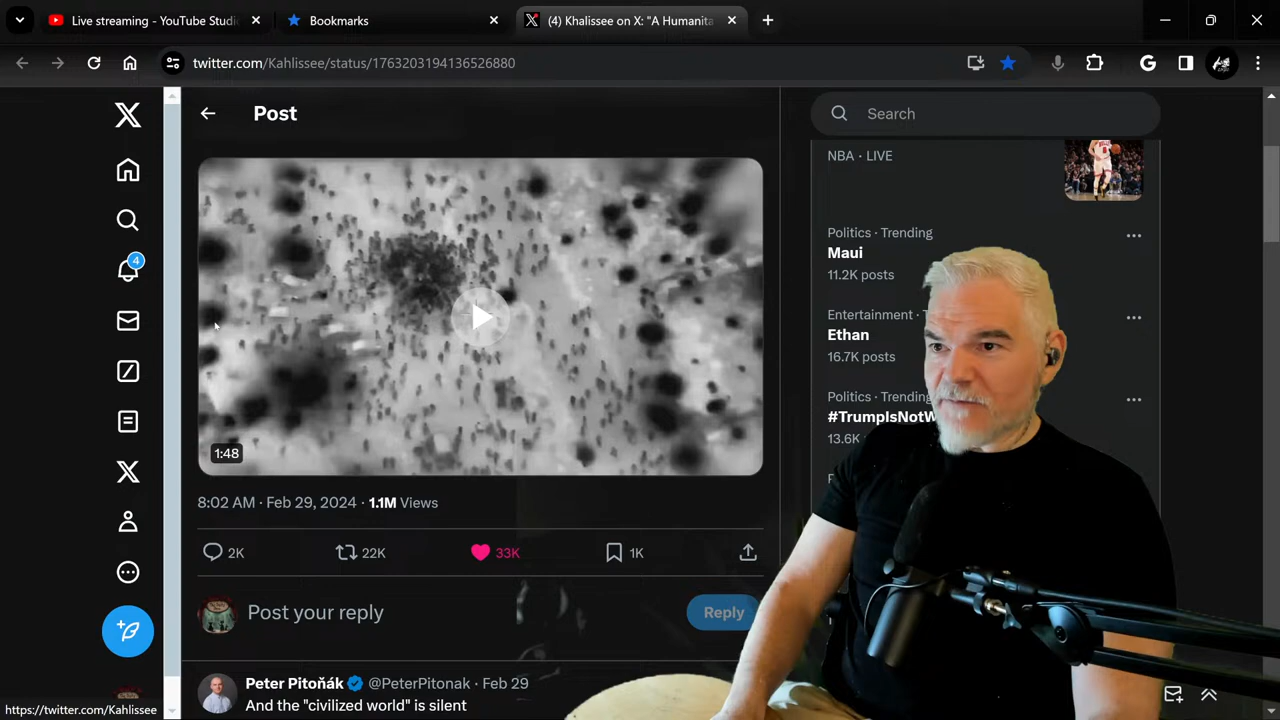 Live streaming - YouTube Studi
Bookmarks
(4) Khalissee on X: "A Humanita
twitter.com/Kahlissee/status/1763203194136526880
Post
Search
NBA · LIVE
Politics · Trending
Maui
11.2K posts
4
Entertainment ·
Ethan
16.7K posts
Politics · Trending
#TrumpIsNotW
13.6K
1:48
8:02 AM · Feb 29, 2024 · 1.1M Views
2K
22K
33K
1K
Post your reply
Reply
Peter Pitoňák @PeterPitonak · Feb 29
And the "civilized world" is silent
https://twitter.com/Kahlissee